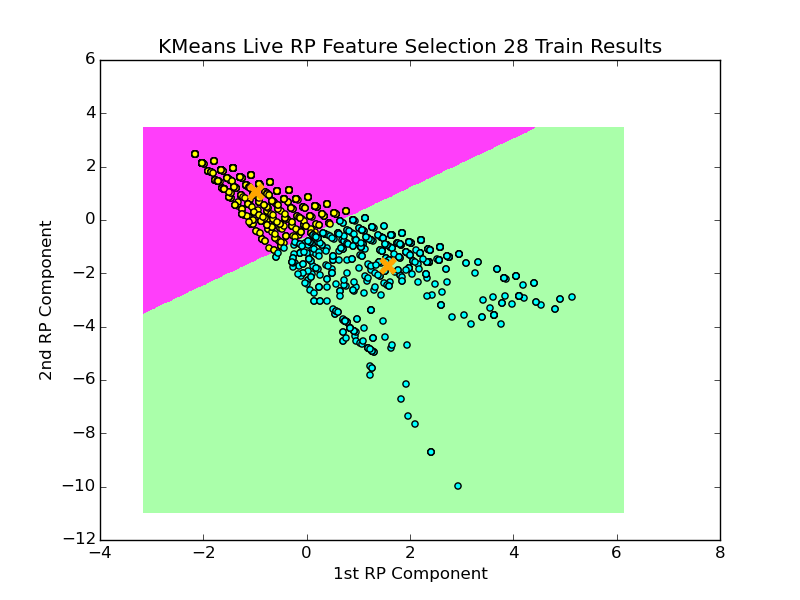 KMeans Live RP Feature Selection 28 Train Results
6
4
2
0
−2
−4
−6
−8
−10
−12
2nd RP Component
−4 −2 0 2 4 6 8
1st RP Component